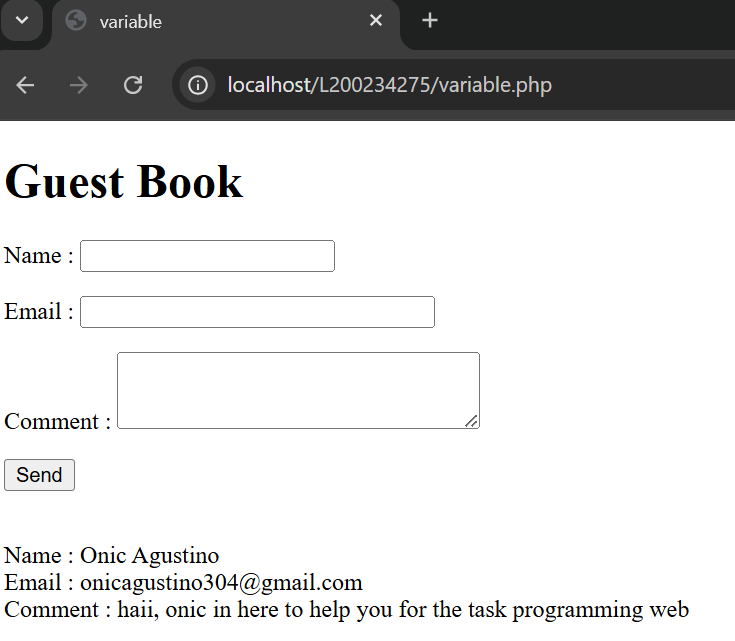 variable
localhost/L200234275/variable.php
Guest Book
Name :
Email :
Comment :
Send
Name : Onic Agustino
Email : onicagustino304@gmail.com
Comment : haii, onic in here to help you for the task programming web